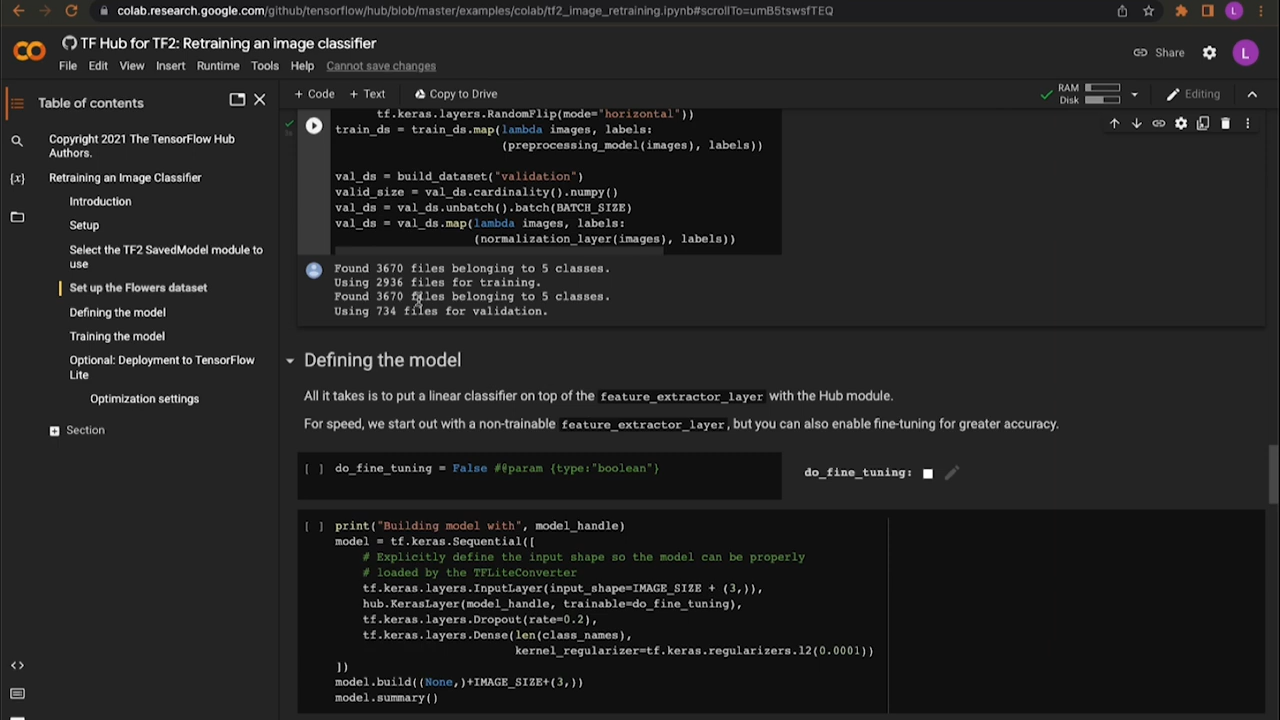 colab.research.google.com/github/tensorflow/hub/blob/master/examples/colab/tf2_image_retraining.ipynb#scrollTo=umB5tswsfTEQ
L
TF Hub for TF2: Retraining an image classifier
File Edit View Insert Runtime Tools Help Cannot save changes
Share
L
Table of contents
Copyright 2021 The TensorFlow Hub
Authors.
Retraining an Image Classifier
Introduction
Setup
Select the TF2 SavedModel module to
use
Set up the Flowers dataset
Defining the model
Training the model
Optional: Deployment to TensorFlow
Lite
Optimization settings
Section
+ Code + Text Copy to Drive
RAM
Disk
Editing
tf.keras.layers.RandomFlip(mode="horizontal"))
train_ds = train_ds.map(lambda images, labels:
(preprocessing_model(images), labels))
val_ds = build_dataset("validation")
valid_size = val_ds.cardinality().numpy()
val_ds = val_ds.unbatch().batch(BATCH_SIZE)
val_ds = val_ds.map(lambda images, labels:
(normalization_layer(images), labels))
Found 3670 files belonging to 5 classes.
Using 2936 files for training.
Found 3670 files belonging to 5 classes.
Using 734 files for validation.
Defining the model
All it takes is to put a linear classifier on top of the feature_extractor_layer with the Hub module.
For speed, we start out with a non-trainable feature_extractor_layer, but you can also enable fine-tuning for greater accuracy.
[ ] do_fine_tuning = False #@param {type:"boolean"}
do_fine_tuning:
[ ] print("Building model with", model_handle)
model = tf.keras.Sequential([
# Explicitly define the input shape so the model can be properly
# loaded by the TFLiteConverter
tf.keras.layers.InputLayer(input_shape=IMAGE_SIZE + (3,)),
hub.KerasLayer(model_handle, trainable=do_fine_tuning),
tf.keras.layers.Dropout(rate=0.2),
tf.keras.layers.Dense(len(class_names),
kernel_regularizer=tf.keras.regularizers.l2(0.0001))
])
model.build((None,)+IMAGE_SIZE+(3,))
model.summary()